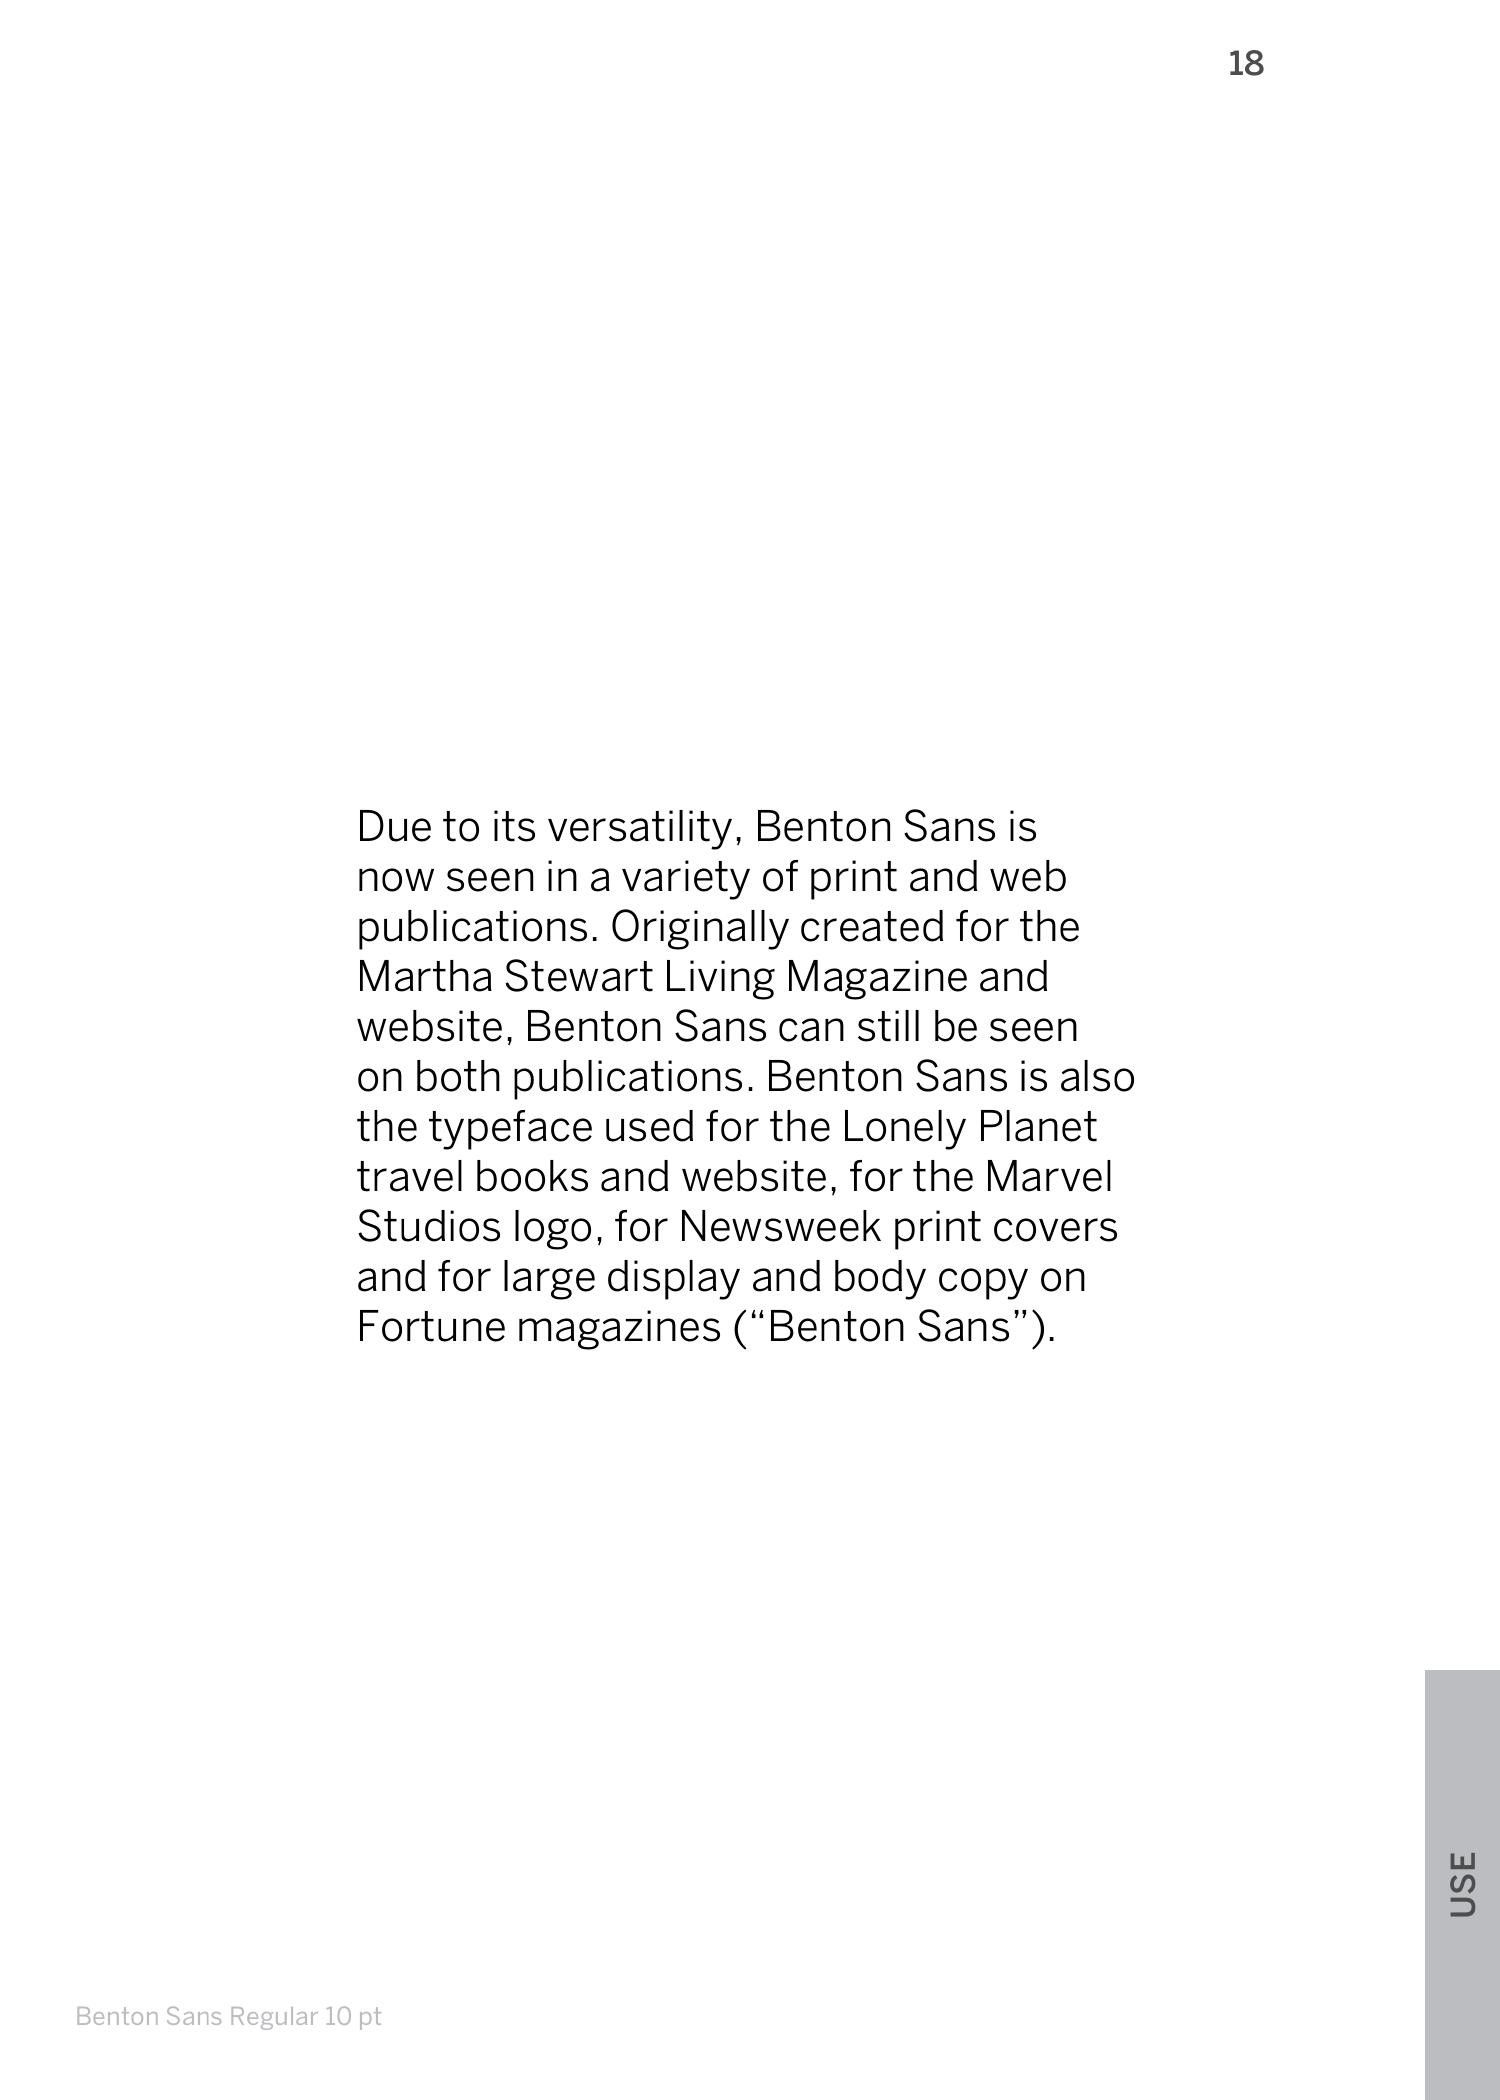 18
Due to its versatility, Benton Sans is
now seen in a variety of print and web
publications. Originally created for the
Martha Stewart Living Magazine and
website, Benton Sans can still be seen
on both publications. Benton Sans is also
the typeface used for the Lonely Planet
travel books and website, for the Marvel
Studios logo, for Newsweek print covers
and for large display and body copy on
Fortune magazines (“Benton Sans”).
USE
Benton Sans Regular 10 pt